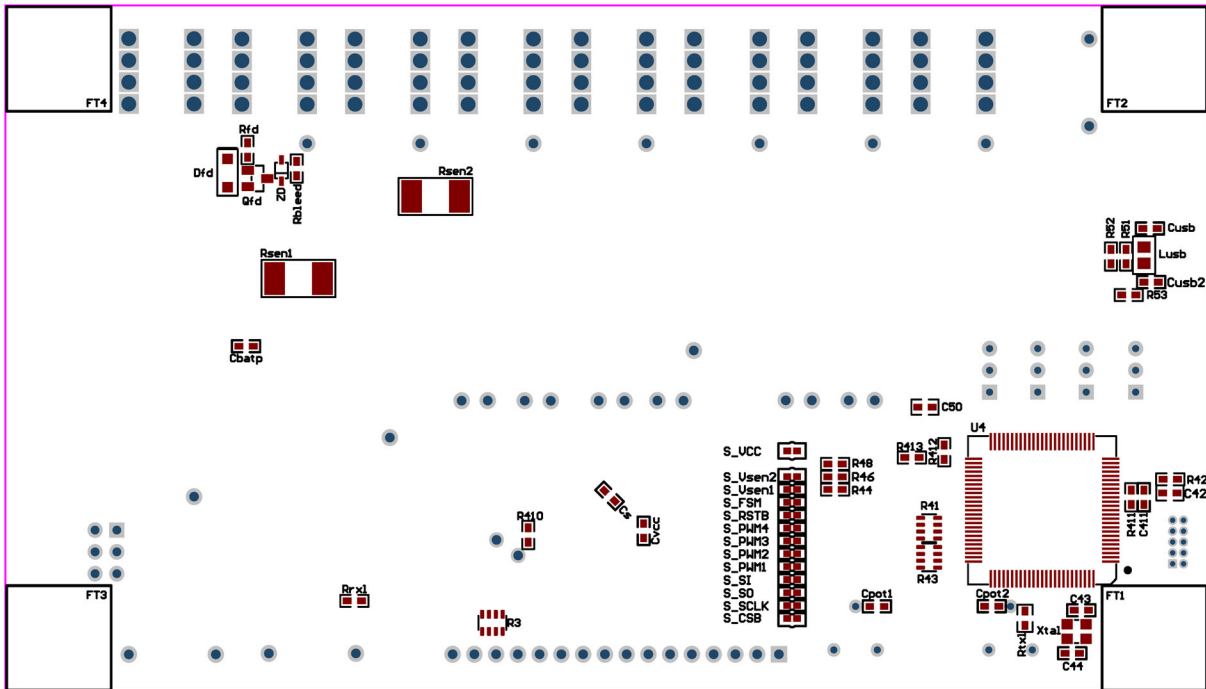 FT4
FT2
Rfd
Dfd
Qfd
ZD
Rbleed
Rsen2
Rsen1
Cbatp
R52
R51
Cusb
Lusb
Cusb2
R53
C50
U4
R413
R412
S_VCC
S_Vsen2
S_Vsen1
S_FSM
S_RSTB
S_PWM4
S_PWM3
S_PWM2
S_PWM1
S_SI
S_SO
S_SCLK
S_CSB
R48
R46
R44
R42
C42
R411
C411
R41
R43
R410
Cs
Cvcc
Rrxl
R3
Cpot1
Cpot2
Rtxl
Xtal
C43
C44
FT3
FT1